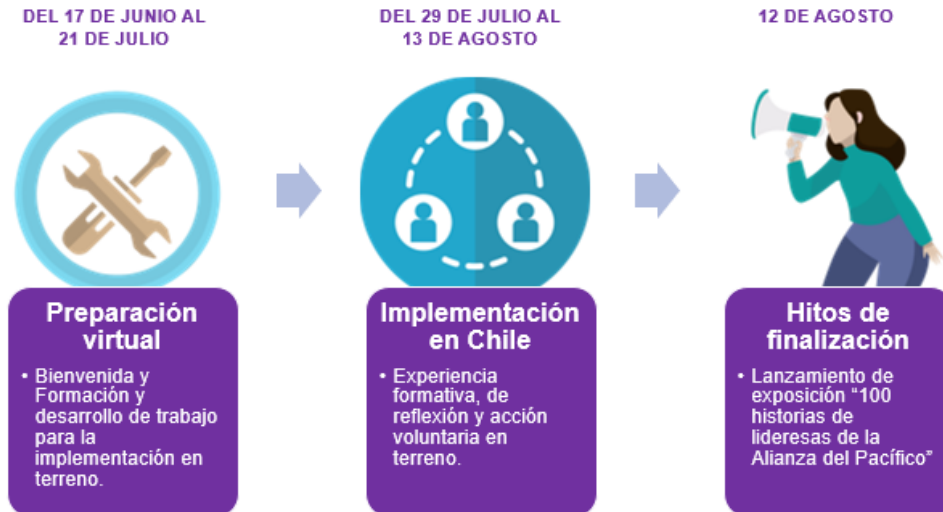 DEL 17 DE JUNIO AL
21 DE JULIO
Preparación
virtual
• Bienvenida y
Formación y
desarrollo de trabajo
para la
implementación en
terreno.
DEL 29 DE JULIO AL
13 DE AGOSTO
Implementación
en Chile
• Experiencia
formativa, de
reflexión y acción
voluntaria en
terreno.
12 DE AGOSTO
Hitos de
finalización
• Lanzamiento de
exposición “100
historias de
lideresas de la
Alianza del Pacífico”